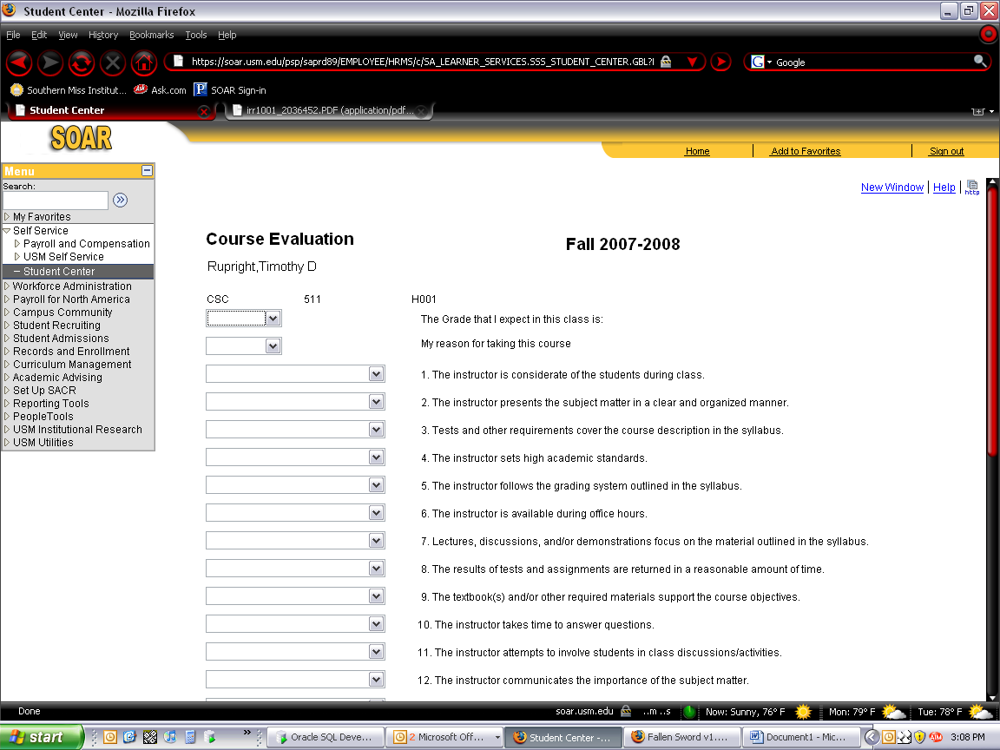 Student Center - Mozilla Firefox
File Edit View History Bookmarks Tools Help
https://soar.usm.edu/psp/saprd89/EMPLOYEE/HRMS/c/SA_LEARNER_SERVICES.SSS_STUDENT_CENTER.GBL?l
G Google
Southern Miss Institut... Ask.com P SOAR Sign-in
Student Center irr1001_2036452.PDF (application/pdf...
SOAR
Home Add to Favorites Sign out
Menu
Search:
My Favorites
Self Service
Payroll and Compensation
USM Self Service
– Student Center
Workforce Administration
Payroll for North America
Campus Community
Student Recruiting
Student Admissions
Records and Enrollment
Curriculum Management
Academic Advising
Set Up SACR
Reporting Tools
PeopleTools
USM Institutional Research
USM Utilities
New Window | Help | http
Course Evaluation Fall 2007-2008
Rupright,Timothy D
CSC 511 H001
The Grade that I expect in this class is:
My reason for taking this course
1. The instructor is considerate of the students during class.
2. The instructor presents the subject matter in a clear and organized manner.
3. Tests and other requirements cover the course description in the syllabus.
4. The instructor sets high academic standards.
5. The instructor follows the grading system outlined in the syllabus.
6. The instructor is available during office hours.
7. Lectures, discussions, and/or demonstrations focus on the material outlined in the syllabus.
8. The results of tests and assignments are returned in a reasonable amount of time.
9. The textbook(s) and/or other required materials support the course objectives.
10. The instructor takes time to answer questions.
11. The instructor attempts to involve students in class discussions/activities.
12. The instructor communicates the importance of the subject matter.
Done soar.usm.edu ..m ..s Now: Sunny, 76° F Mon: 79° F Tue: 78° F
start » Oracle SQL Deve... 2 Microsoft Off... Student Center -... Fallen Sword v1.... Document1 - Mic... 3:08 PM